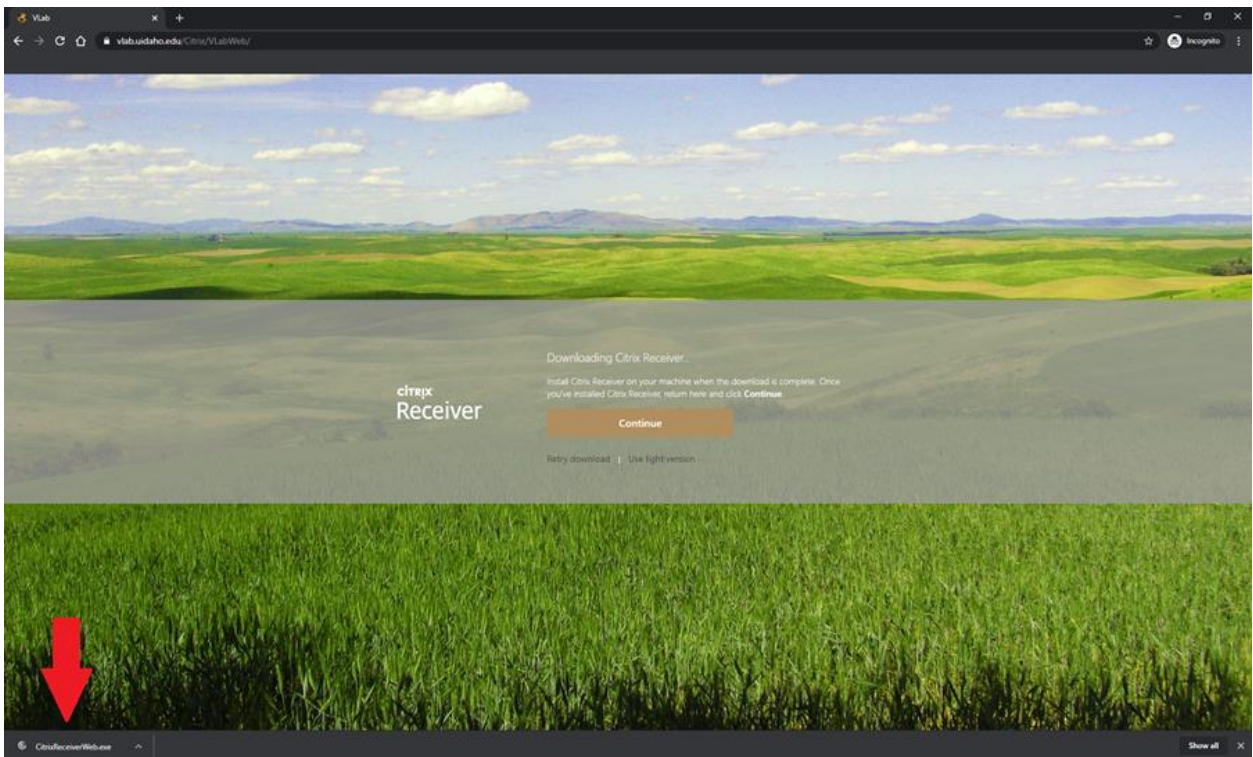 VLab
vlab.uidaho.edu/Citrix/VLabWeb/
Incognito
Downloading Citrix Receiver...
Install Citrix Receiver on your machine when the download is complete. Once
you've installed Citrix Receiver, return here and click Continue.
CITRIX
Receiver
Continue
Retry download | Use light version
CitrixReceiverWeb.exe
Show all